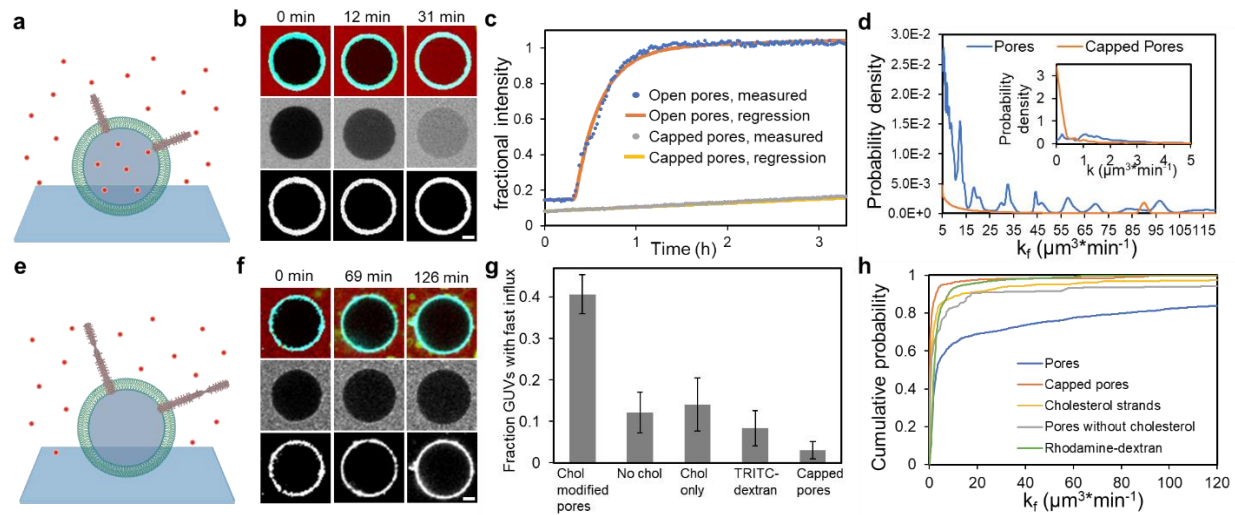 a
b
0 min 12 min 31 min
c
fractional intensity
1
0.8
0.6
0.4
0.2
0
0 1 2 3
Time (h)
Open pores, measured
Open pores, regression
Capped pores, measured
Capped pores, regression
d
Probability density
3.0E-2
2.5E-2
2.0E-2
1.5E-2
1.0E-2
5.0E-3
0.0E+0
5 15 25 35 45 55 65 75 85 95 105 115
kf (µm³*min⁻¹)
Pores Capped Pores
Probability
density
3
2
1
0
0 1 2 3 4 5
k (µm³*min⁻¹)
e
f
0 min 69 min 126 min
g
Fraction GUVs with fast influx
0.4
0.3
0.2
0.1
0
Chol
modified
pores
No chol
Chol
only
TRITC-
dextran
Capped
pores
h
Cumulative probability
1
0.8
0.6
0.4
0.2
0
0 20 40 60 80 100 120
kf (µm³*min⁻¹)
Pores
Capped pores
Cholesterol strands
Pores without cholesterol
Rhodamine-dextran